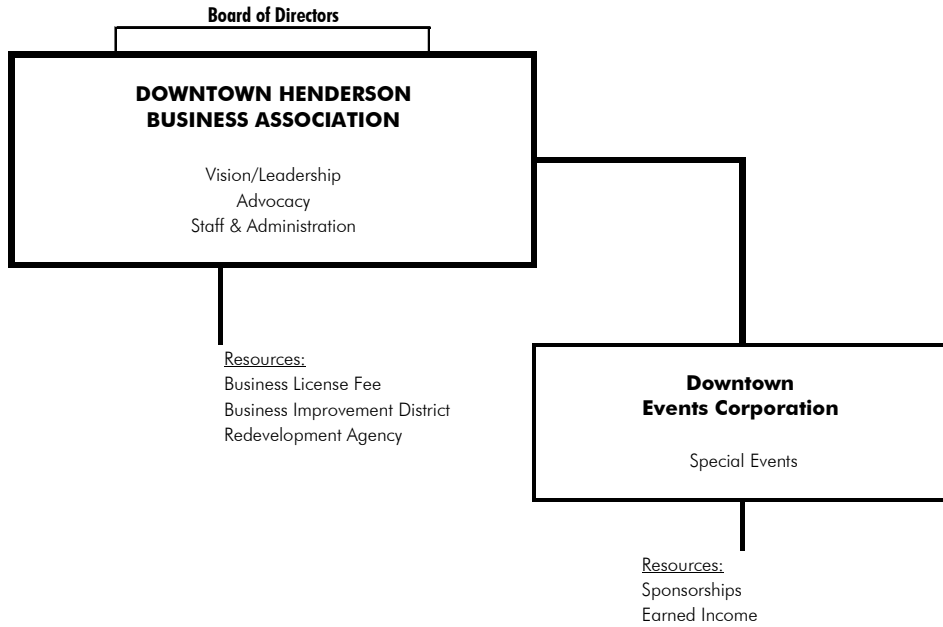 Board of Directors
DOWNTOWN HENDERSON
BUSINESS ASSOCIATION
Vision/Leadership
Advocacy
Staff & Administration
Resources:
Business License Fee
Business Improvement District
Redevelopment Agency
Downtown
Events Corporation
Special Events
Resources:
Sponsorships
Earned Income